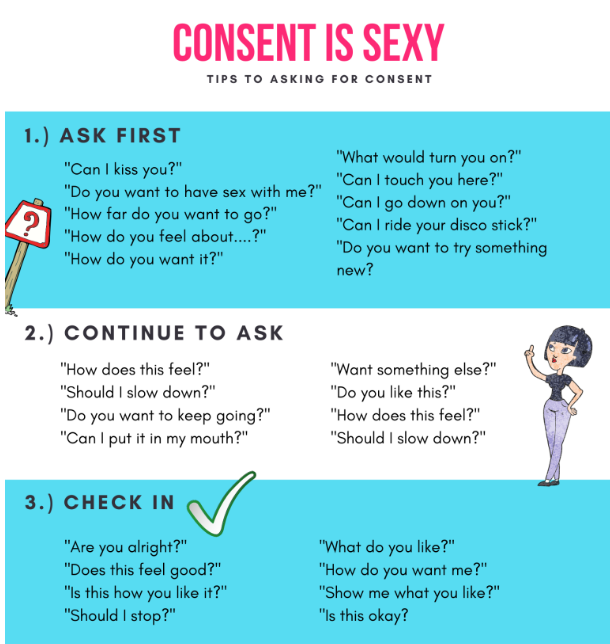 CONSENT IS SEXY
TIPS TO ASKING FOR CONSENT
1.) ASK FIRST
"Can I kiss you?"
"Do you want to have sex with me?"
"How far do you want to go?"
"How do you feel about....?"
"How do you want it?"
"What would turn you on?"
"Can I touch you here?"
"Can I go down on you?"
"Can I ride your disco stick?"
"Do you want to try something
new?
?
2.) CONTINUE TO ASK
"How does this feel?"
"Should I slow down?"
"Do you want to keep going?"
"Can I put it in my mouth?"
"Want something else?"
"Do you like this?"
"How does this feel?"
"Should I slow down?"
3.) CHECK IN
"Are you alright?"
"Does this feel good?"
"Is this how you like it?"
"Should I stop?"
"What do you like?"
"How do you want me?"
"Show me what you like?"
"Is this okay?